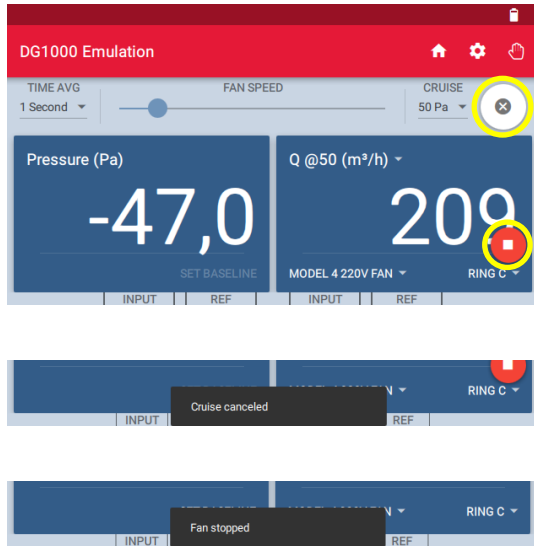 DG1000 Emulation
TIME AVG
FAN SPEED
CRUISE
1 Second
50 Pa
Pressure (Pa)
Q @50 (m³/h)
-47,0
209
SET BASELINE
MODEL 4 220V FAN
RING C
INPUT
REF
INPUT
REF
RING C
Cruise canceled
INPUT
REF
RING C
Fan stopped
INPUT
REF